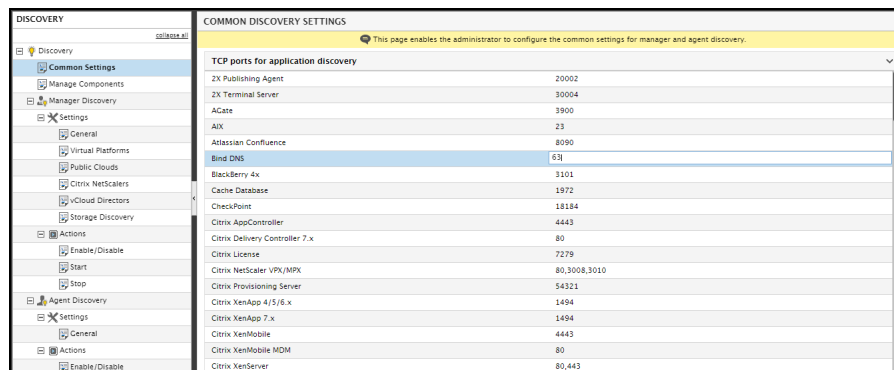 DISCOVERY
collapse all
Discovery
Common Settings
Manage Components
Manager Discovery
Settings
General
Virtual Platforms
Public Clouds
Citrix NetScalers
vCloud Directors
Storage Discovery
Actions
Enable/Disable
Start
Stop
Agent Discovery
Settings
General
Actions
Enable/Disable
COMMON DISCOVERY SETTINGS
This page enables the administrator to configure the common settings for manager and agent discovery.
TCP ports for application discovery
2X Publishing Agent 20002
2X Terminal Server 30004
AGate 3900
AIX 23
Atlassian Confluence 8090
Bind DNS 63
BlackBerry 4x 3101
Cache Database 1972
CheckPoint 18184
Citrix AppController 4443
Citrix Delivery Controller 7.x 80
Citrix License 7279
Citrix NetScaler VPX/MPX 80,3008,3010
Citrix Provisioning Server 54321
Citrix XenApp 4/5/6.x 1494
Citrix XenApp 7.x 1494
Citrix XenMobile 4443
Citrix XenMobile MDM 80
Citrix XenServer 80,443